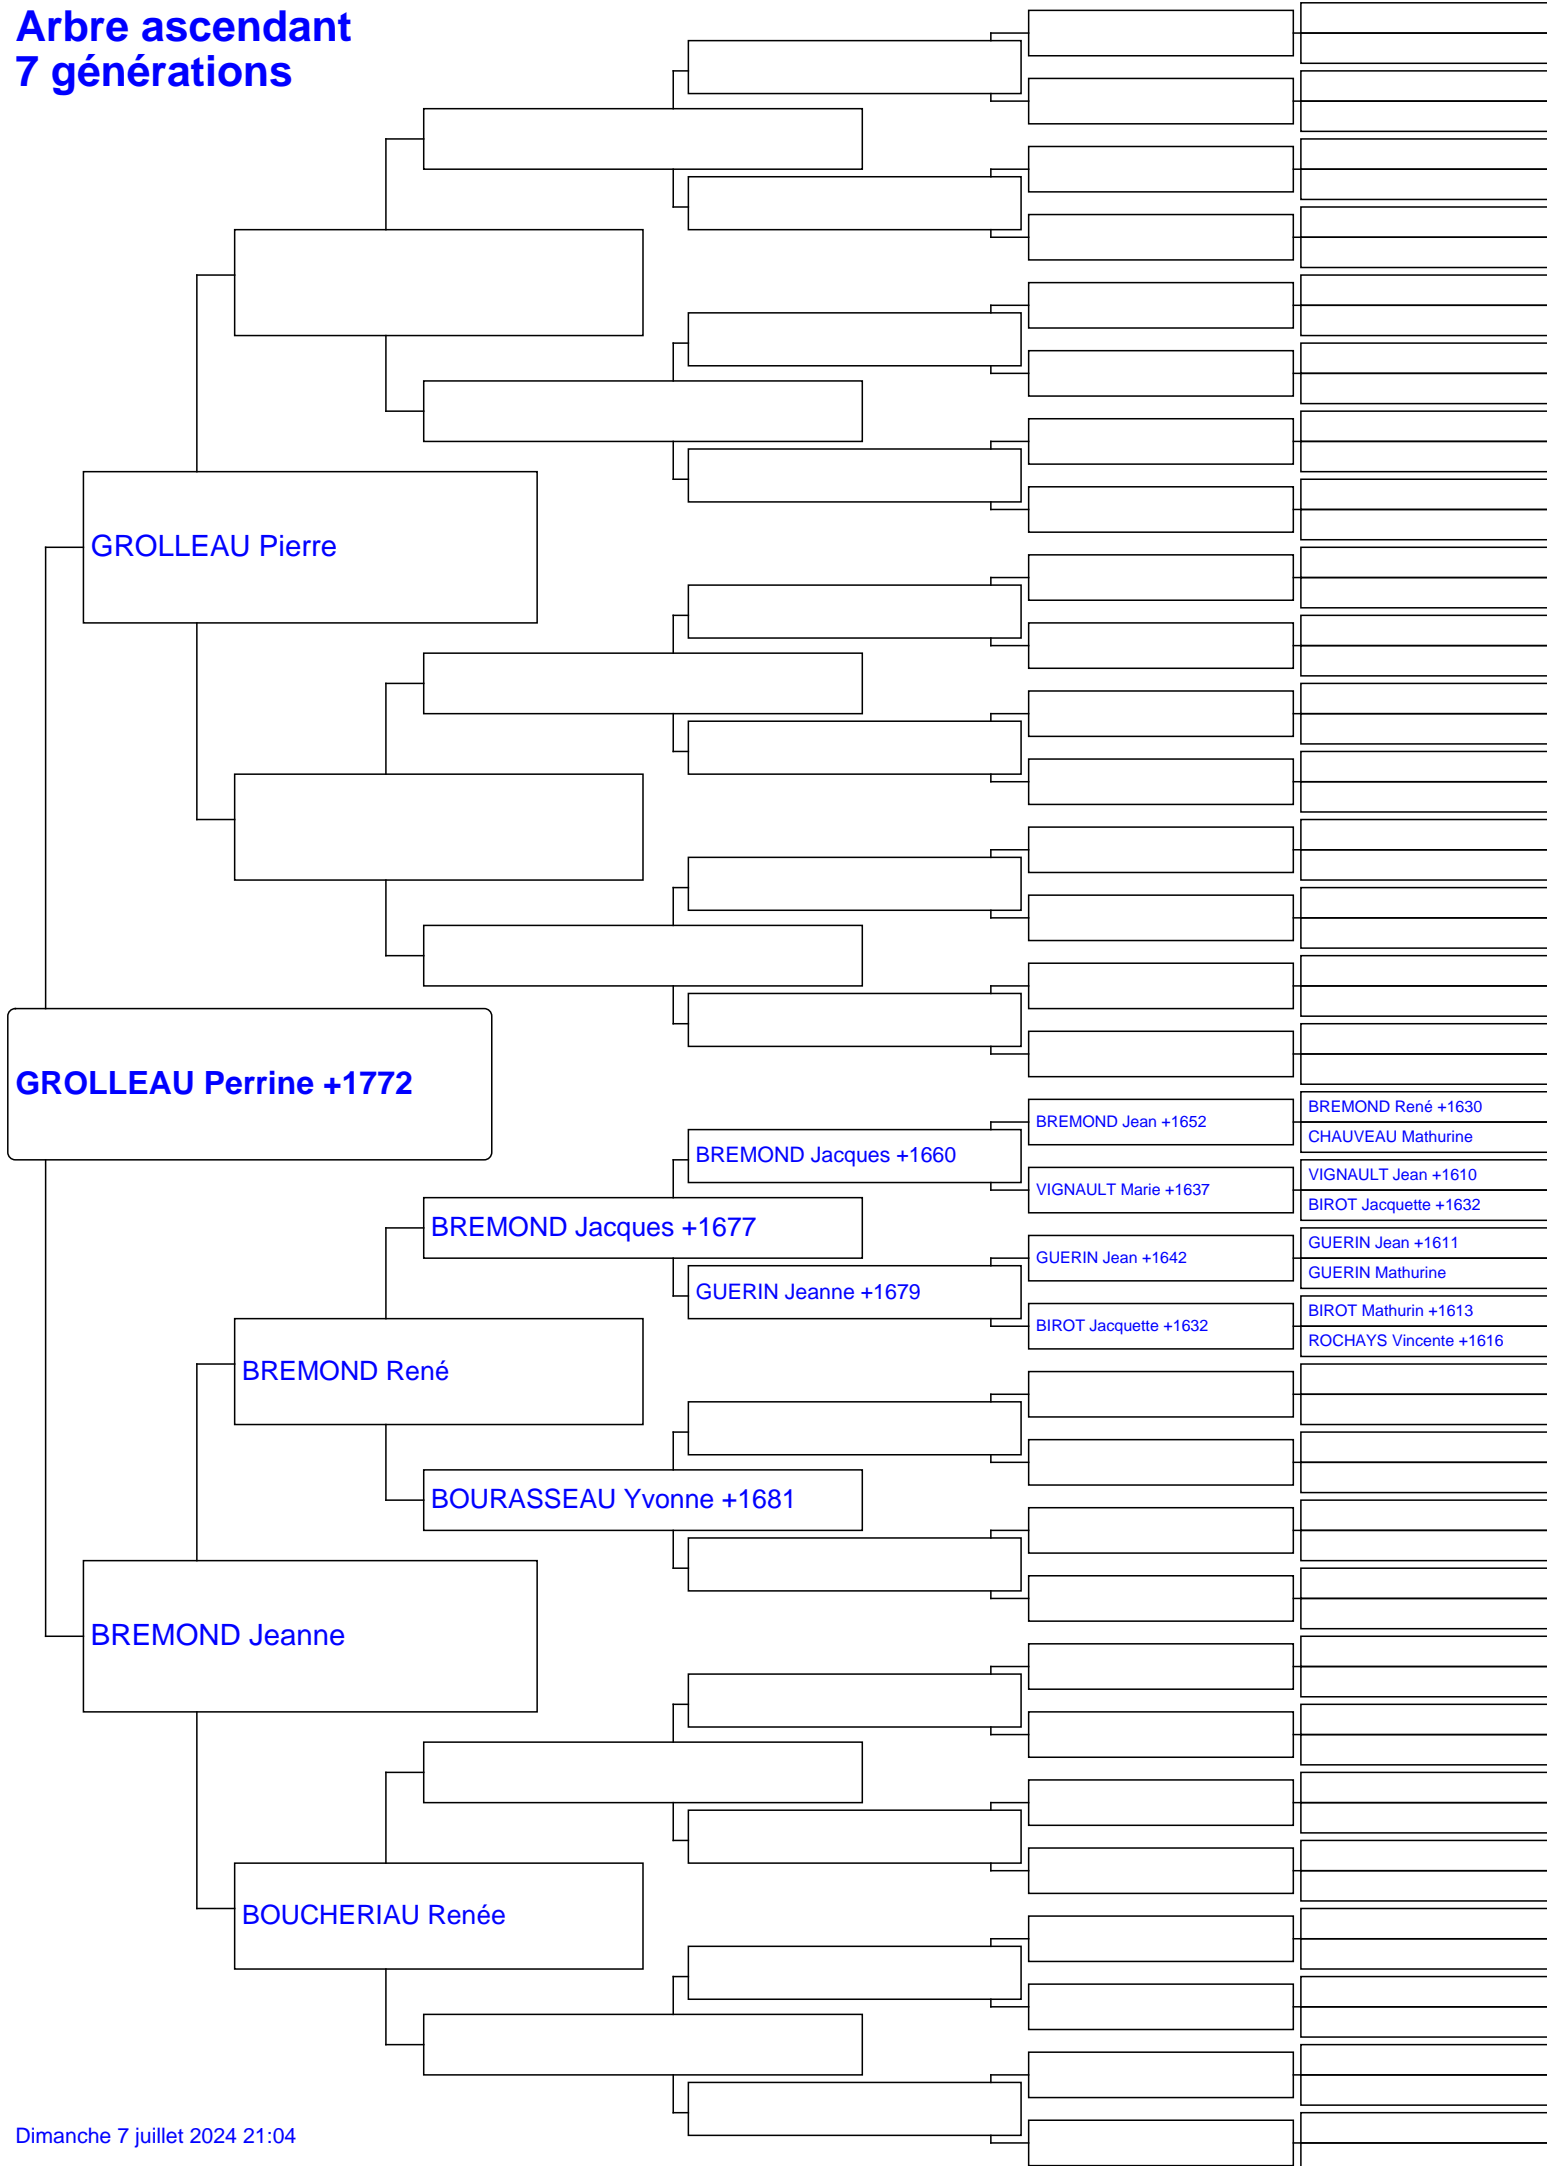 Arbre ascendant
7 générations
GROLLEAU Pierre
GROLLEAU Perrine +1772
BREMOND René +1630
BREMOND Jean +1652
CHAUVEAU Mathurine
BREMOND Jacques +1660
VIGNAULT Jean +1610
VIGNAULT Marie +1637
BIROT Jacquette +1632
BREMOND Jacques +1677
GUERIN Jean +1611
GUERIN Jean +1642
GUERIN Mathurine
GUERIN Jeanne +1679
BIROT Mathurin +1613
BIROT Jacquette +1632
ROCHAYS Vincente +1616
BREMOND René
BOURASSEAU Yvonne +1681
BREMOND Jeanne
BOUCHERIAU Renée
Dimanche 7 juillet 2024 21:04